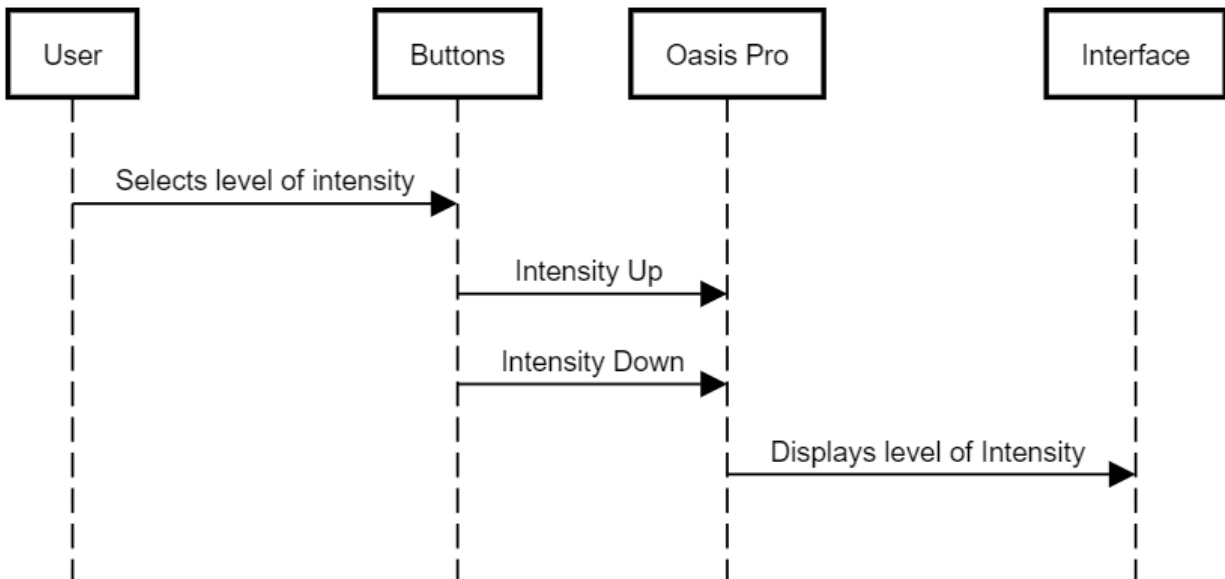 User
Buttons
Oasis Pro
Interface
Selects level of intensity
Intensity Up
Intensity Down
Displays level of Intensity